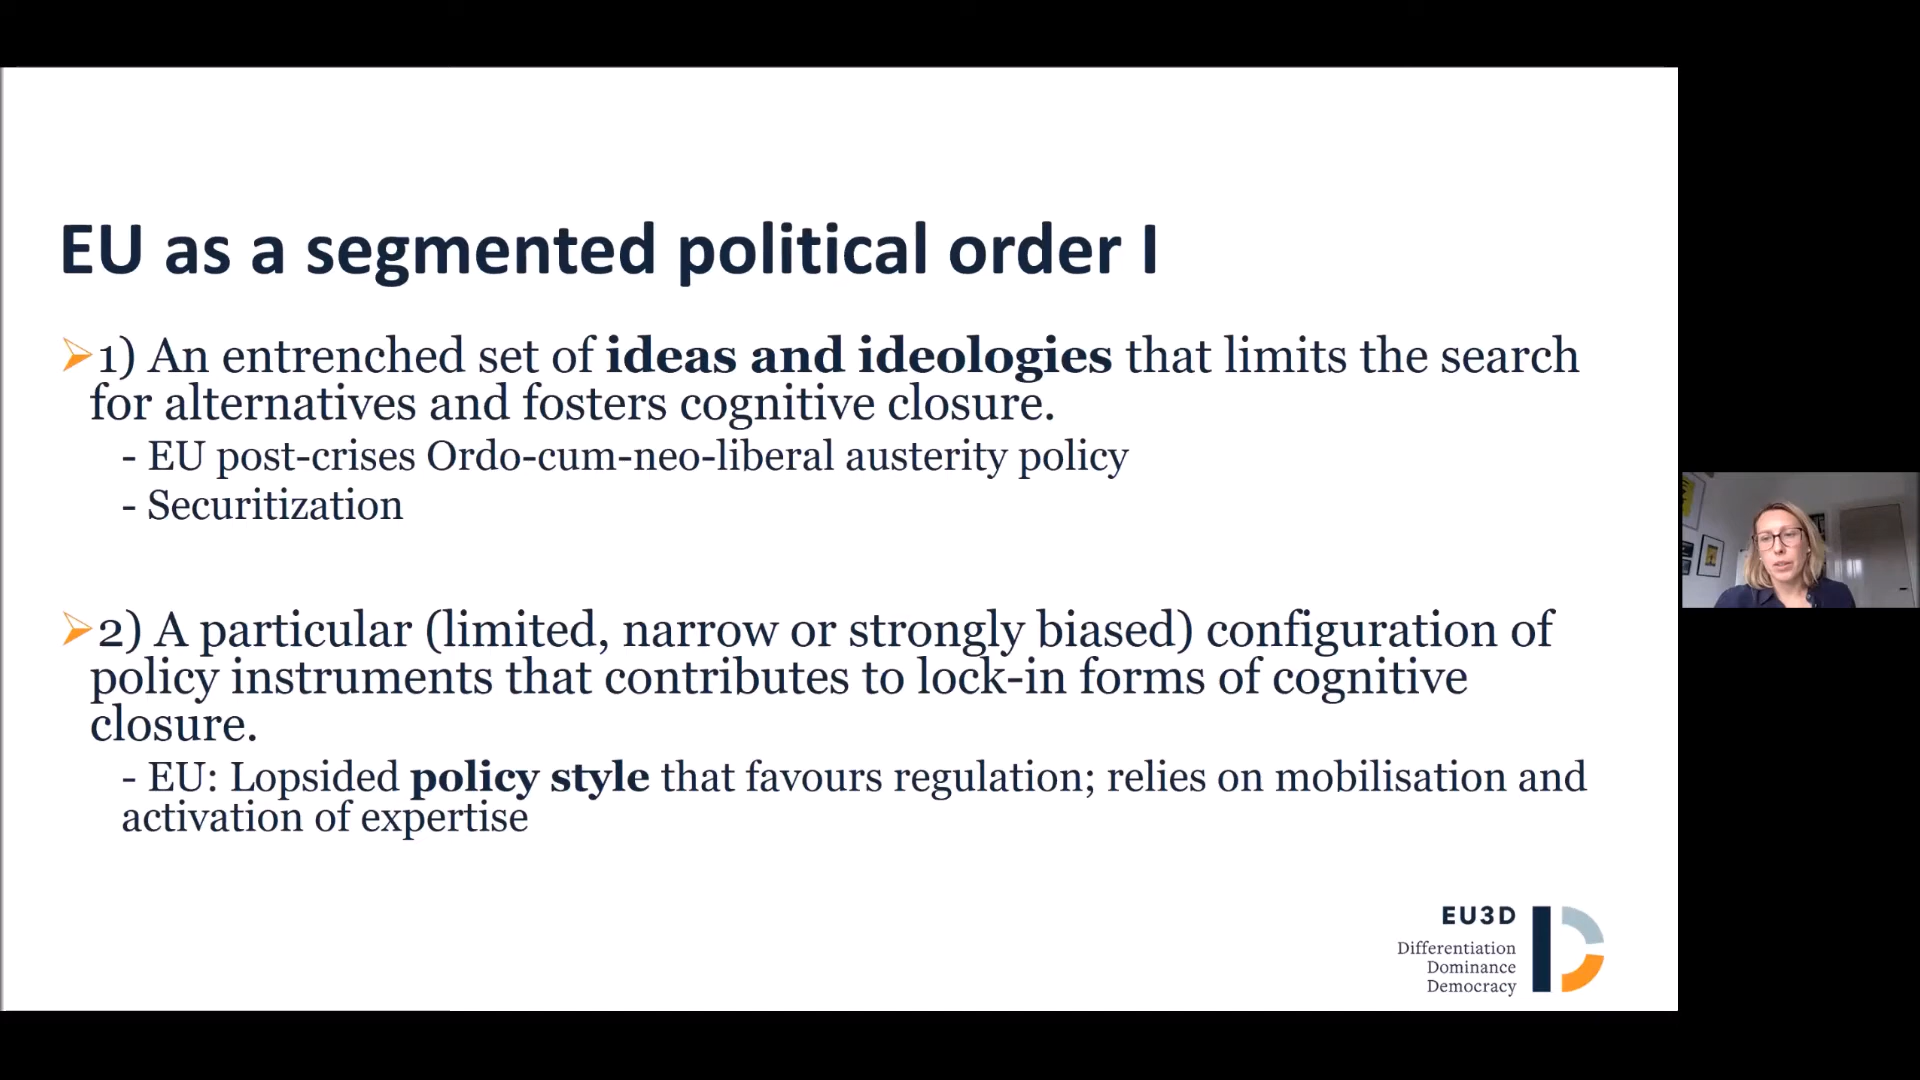 EU as a segmented political order I
1) An entrenched set of ideas and ideologies that limits the search
for alternatives and fosters cognitive closure.
- EU post-crises Ordo-cum-neo-liberal austerity policy
- Securitization
2) A particular (limited, narrow or strongly biased) configuration of
policy instruments that contributes to lock-in forms of cognitive
closure.
- EU: Lopsided policy style that favours regulation; relies on mobilisation and
activation of expertise
EU3D
Differentiation
Dominance
Democracy